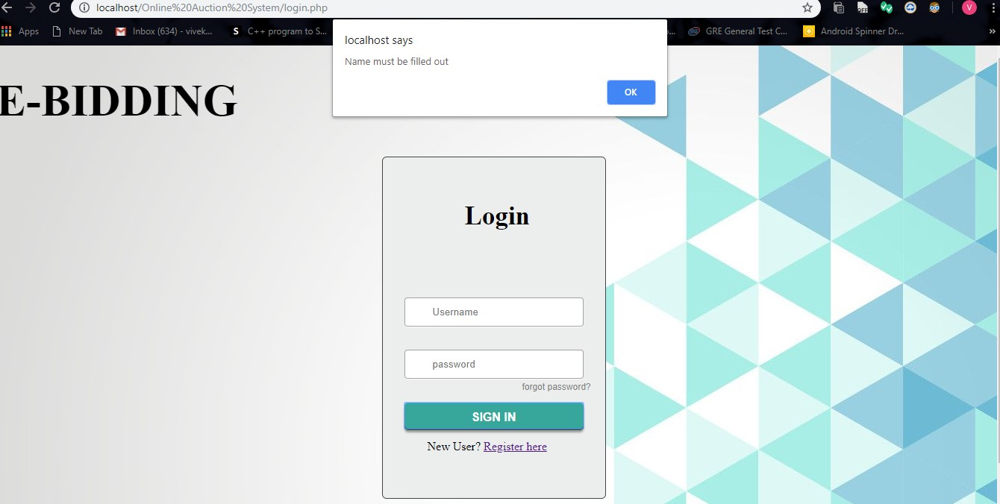 localhost/Online%20Auction%20System/login.php
OFF
V
Apps
New Tab
Inbox (634) - vivek-...
S
C++ program to S...
...
GRE General Test C...
Android Spinner Dr...
»
localhost says
Name must be filled out
OK
E-BIDDING
Login
Username
password
forgot password?
SIGN IN
New User? Register here